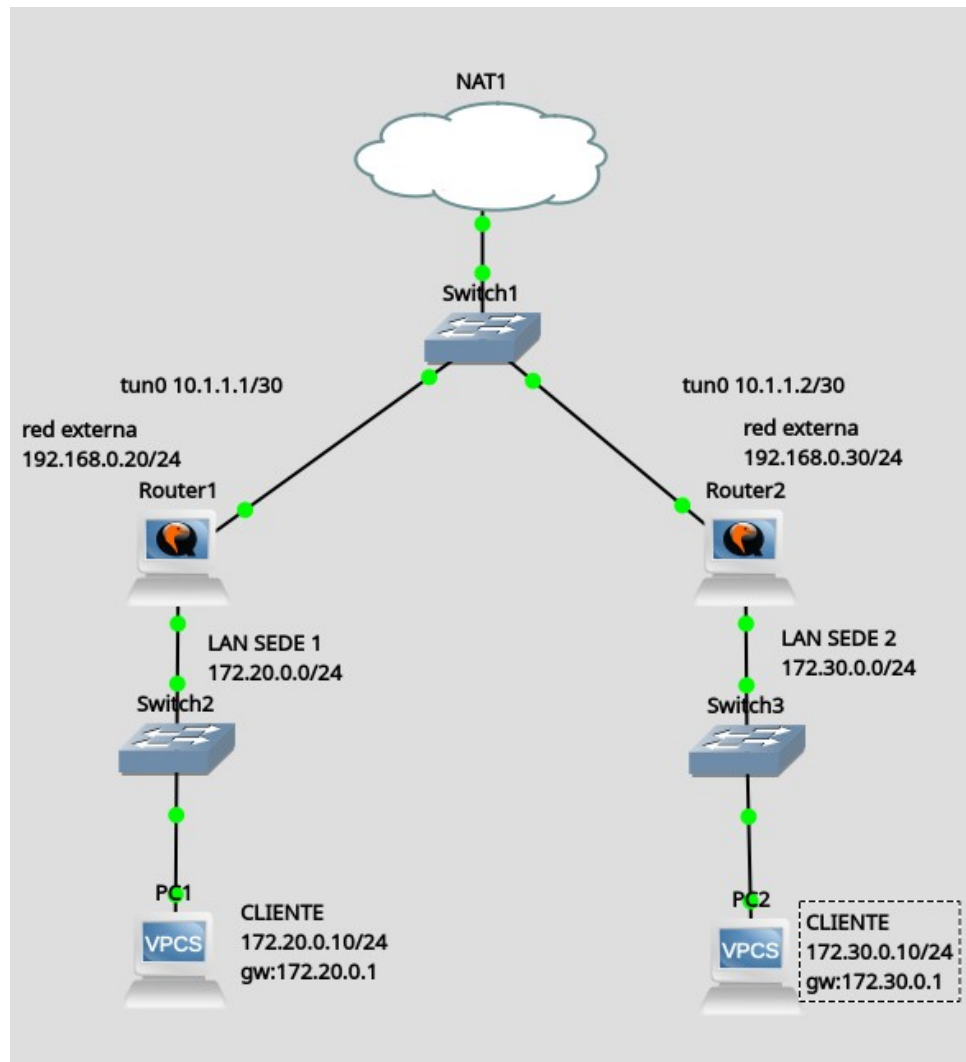 NAT1
Switch1
tun0 10.1.1.1/30
tun0 10.1.1.2/30
red externa
192.168.0.20/24
red externa
192.168.0.30/24
Router1
Router2
LAN SEDE 1
172.20.0.0/24
LAN SEDE 2
172.30.0.0/24
Switch2
Switch3
PC1
VPCS
CLIENTE
172.20.0.10/24
gw:172.20.0.1
PC2
VPCS
CLIENTE
172.30.0.10/24
gw:172.30.0.1